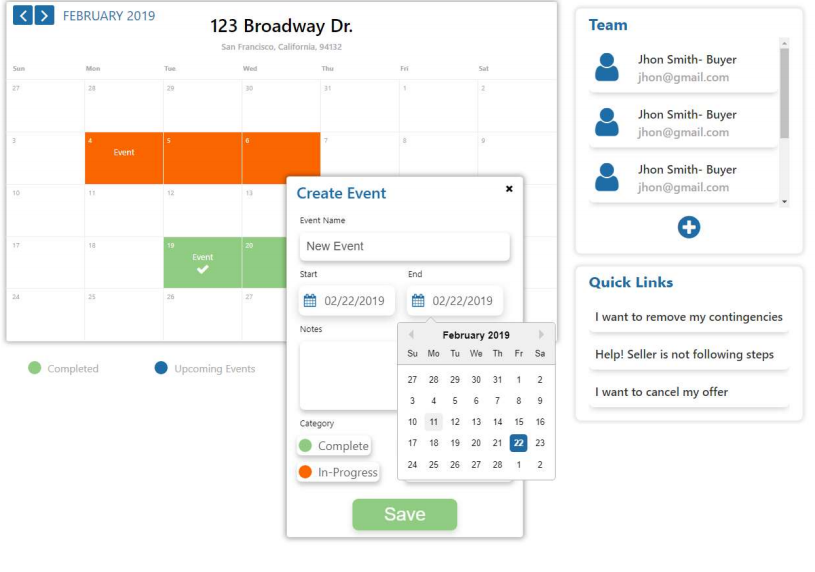 FEBRUARY 2019
123 Broadway Dr.
San Francisco, California, 94132
Sun Mon Tue Wed Thu Fri Sat
27 28 29 30 31 1 2
3 4 5 6 7 8 9
Event
10 11 12 13
17 18 19 20
Event
24 25 26 27
Completed
Upcoming Events
Create Event
Event Name
New Event
Start End
02/22/2019 02/22/2019
Notes
February 2019
Su Mo Tu We Th Fr Sa
27 28 29 30 31 1 2
3 4 5 6 7 8 9
10 11 12 13 14 15 16
17 18 19 20 21 22 23
24 25 26 27 28 1 2
Category
Complete
In-Progress
Save
Team
Jhon Smith- Buyer
jhon@gmail.com
Jhon Smith- Buyer
jhon@gmail.com
Jhon Smith- Buyer
jhon@gmail.com
Quick Links
I want to remove my contingencies
Help! Seller is not following steps
I want to cancel my offer